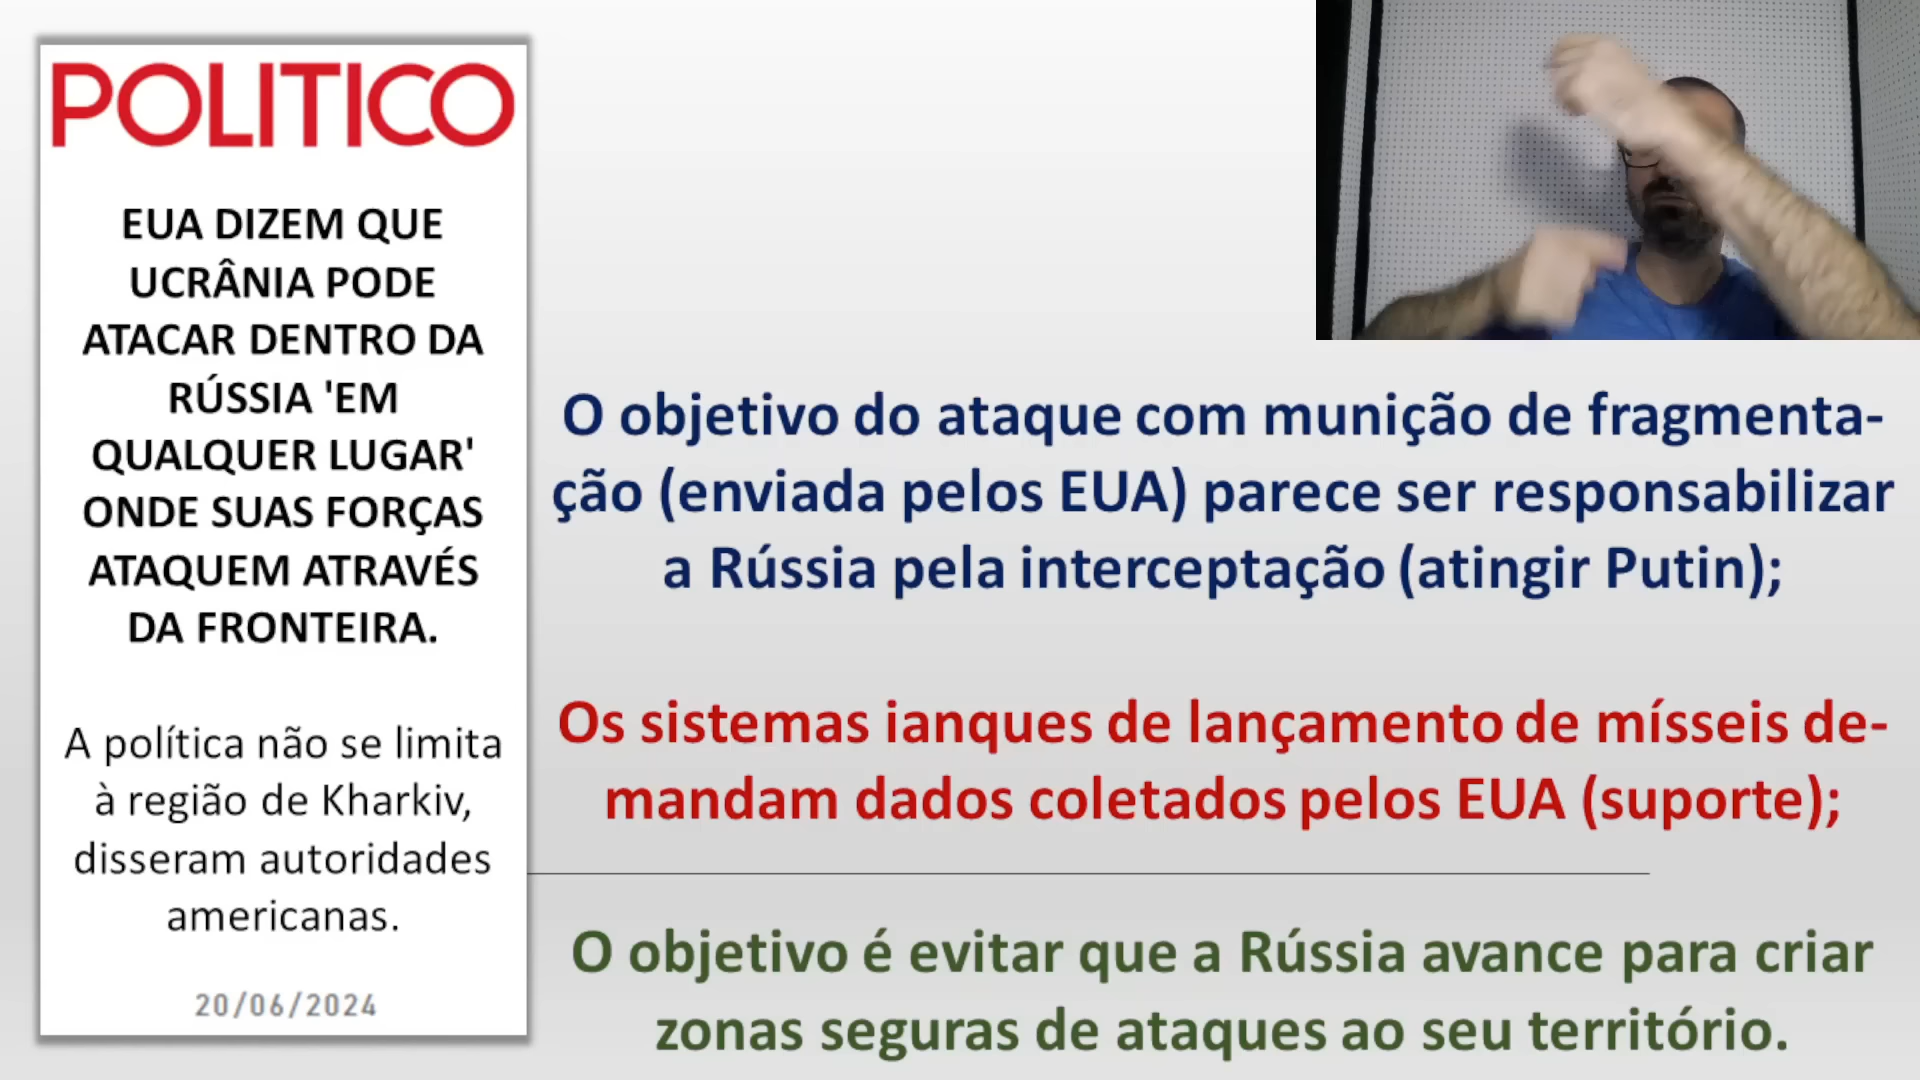 POLITICO
EUA DIZEM QUE
UCRÂNIA PODE
ATACAR DENTRO DA
RÚSSIA 'EM
QUALQUER LUGAR'
ONDE SUAS FORÇAS
ATAQUEM ATRAVÉS
DA FRONTEIRA.
A política não se limita
à região de Kharkiv,
disseram autoridades
americanas.
20/06/2024
O objetivo do ataque com munição de fragmenta-
ção (enviada pelos EUA) parece ser responsabilizar
a Rússia pela interceptação (atingir Putin);
Os sistemas ianques de lançamento de mísseis de-
mandam dados coletados pelos EUA (suporte);
O objetivo é evitar que a Rússia avance para criar
zonas seguras de ataques ao seu território.